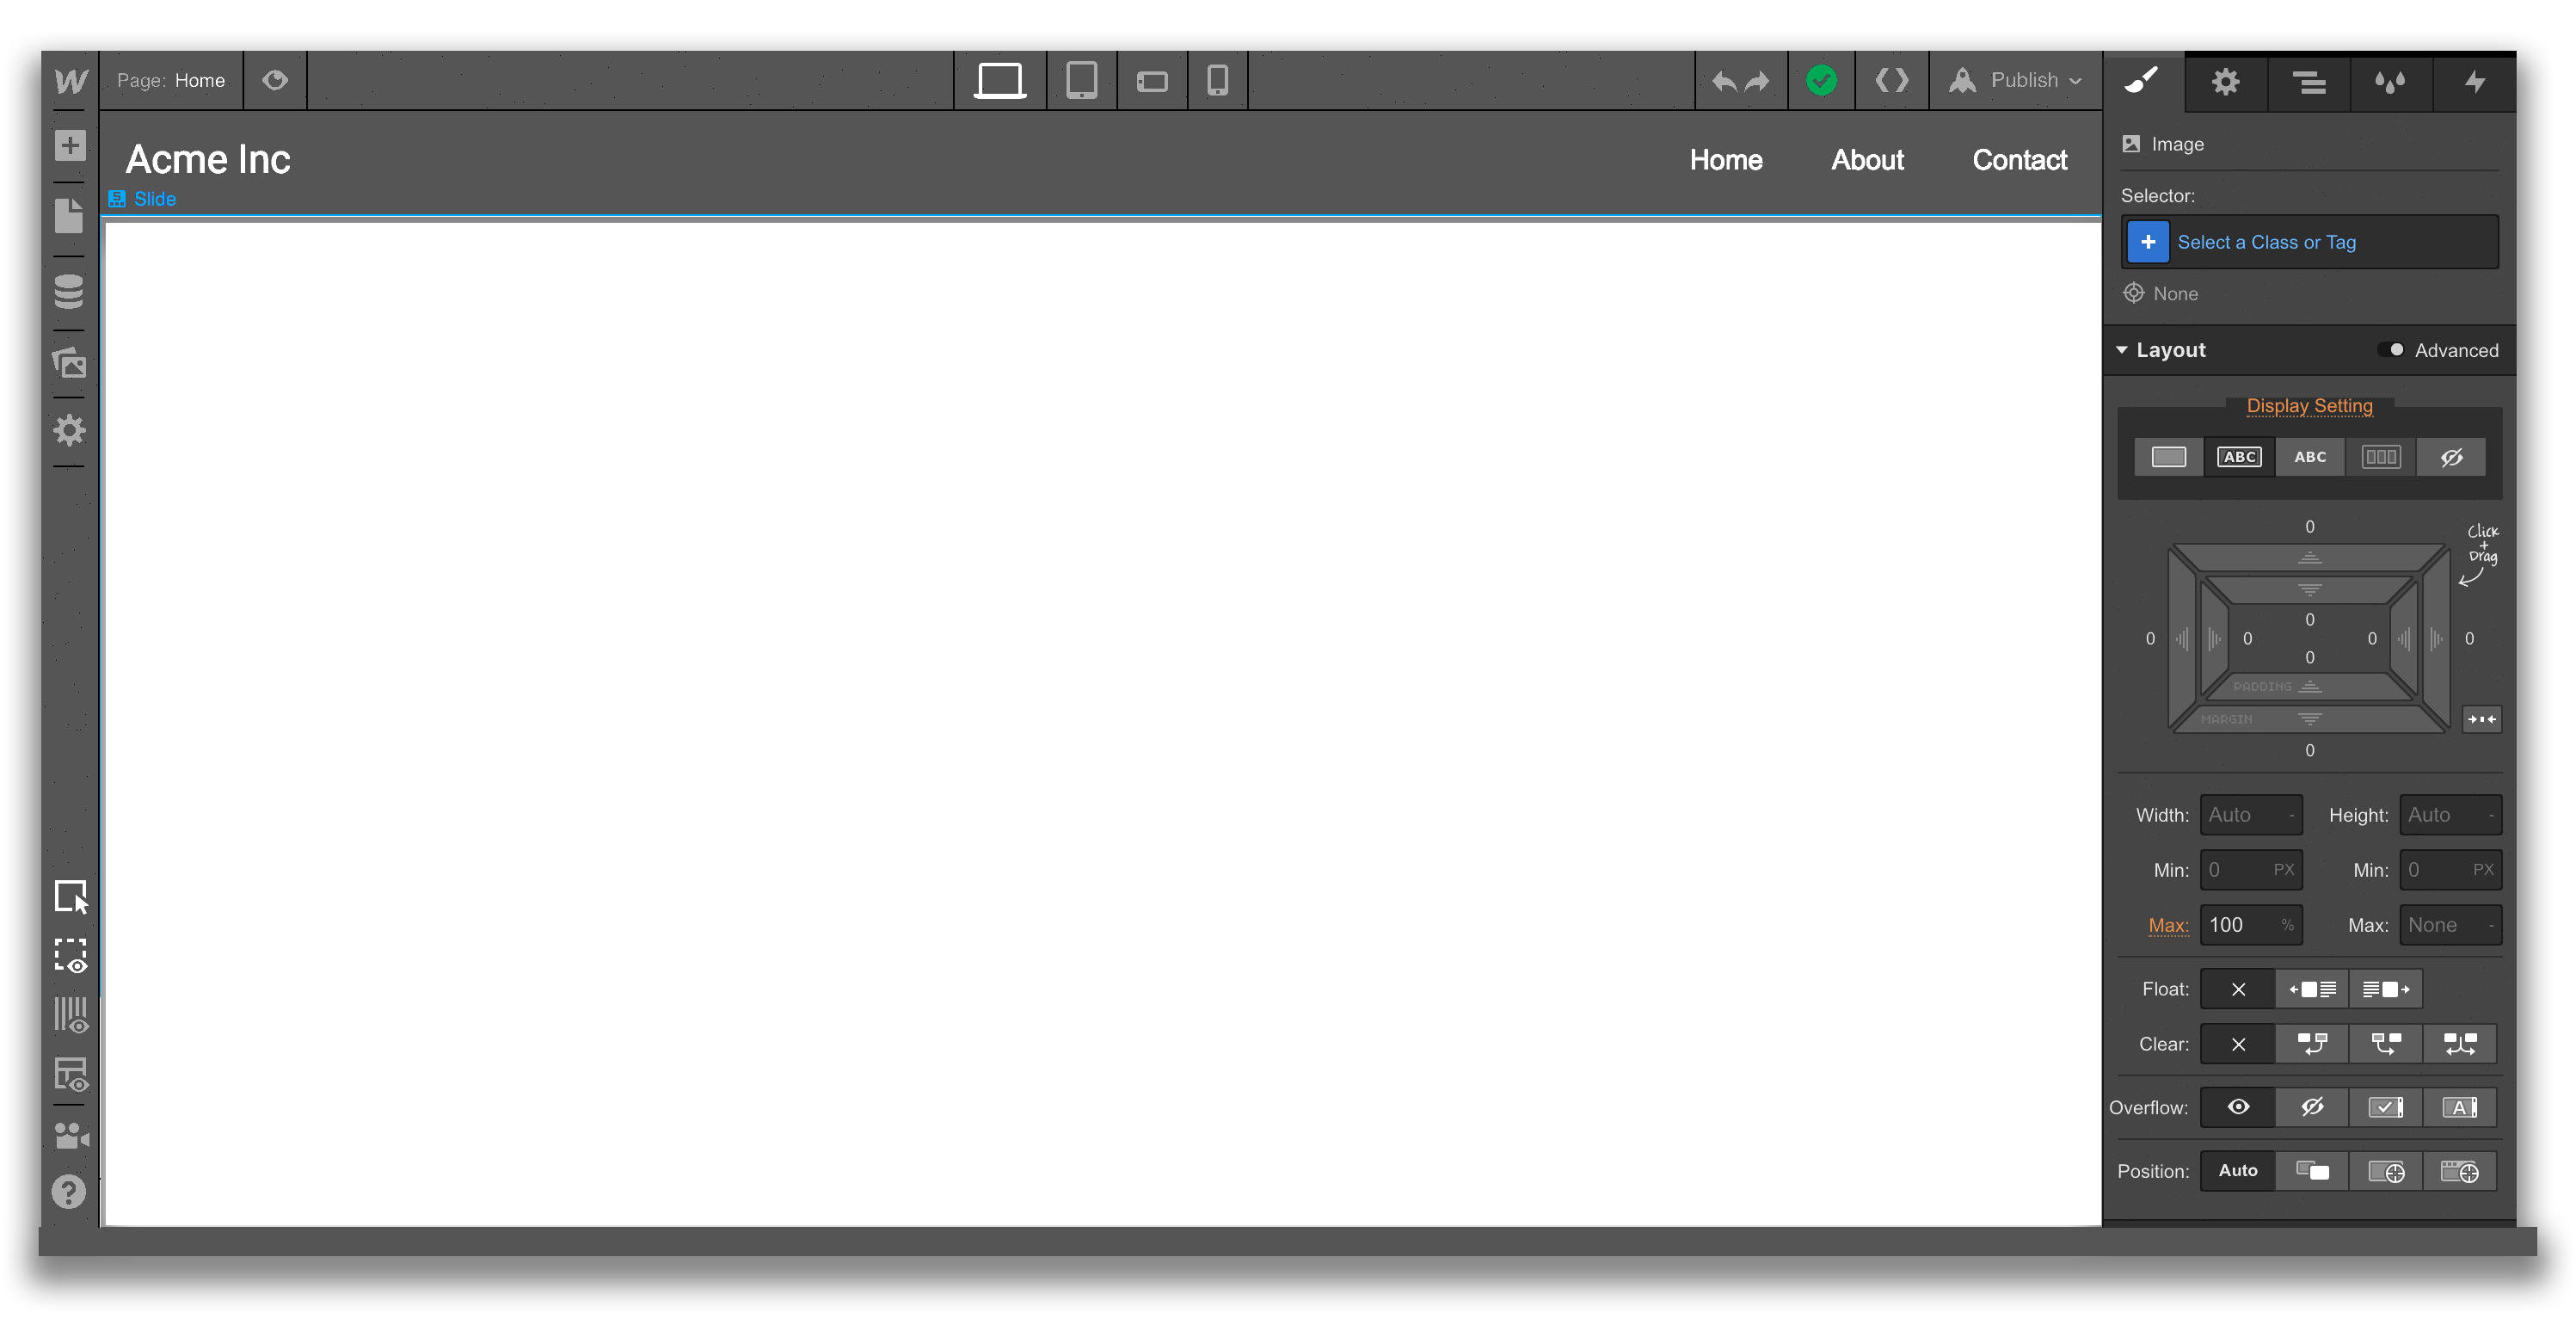 W
Page: Home
Publish
Acme Inc
Home About Contact
S Slide
Image
Selector:
+ Select a Class or Tag
None
Layout
Advanced
Display Setting
ABC
ABC
0
Click
+
Drag
0
0 0 0 0
0
PADDING
MARGIN
0
Width: Auto - Height: Auto -
Min: 0 PX Min: 0 PX
Max: 100 % Max: None -
Float:
Clear:
Overflow: A
Position: Auto
?